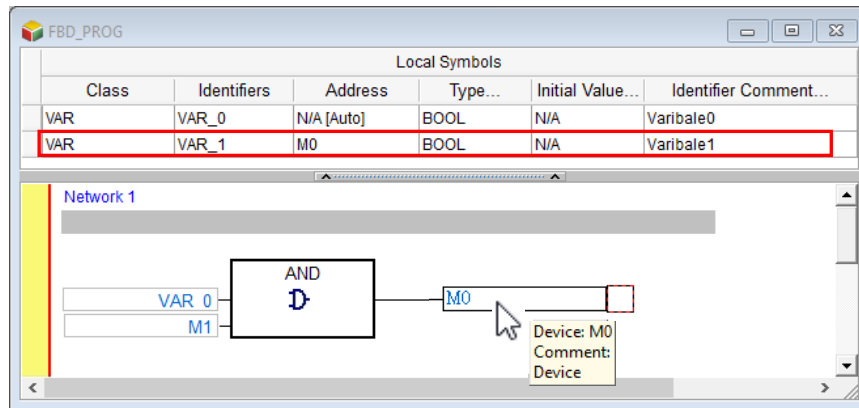 FBD_PROG
Local Symbols
Class Identifiers Address Type... Initial Value... Identifier Comment...
VAR VAR_0 N/A [Auto] BOOL N/A Varibale0
VAR VAR_1 M0 BOOL N/A Varibale1
Network 1
AND
VAR_0
M1
M0
Device: M0
Comment:
Device